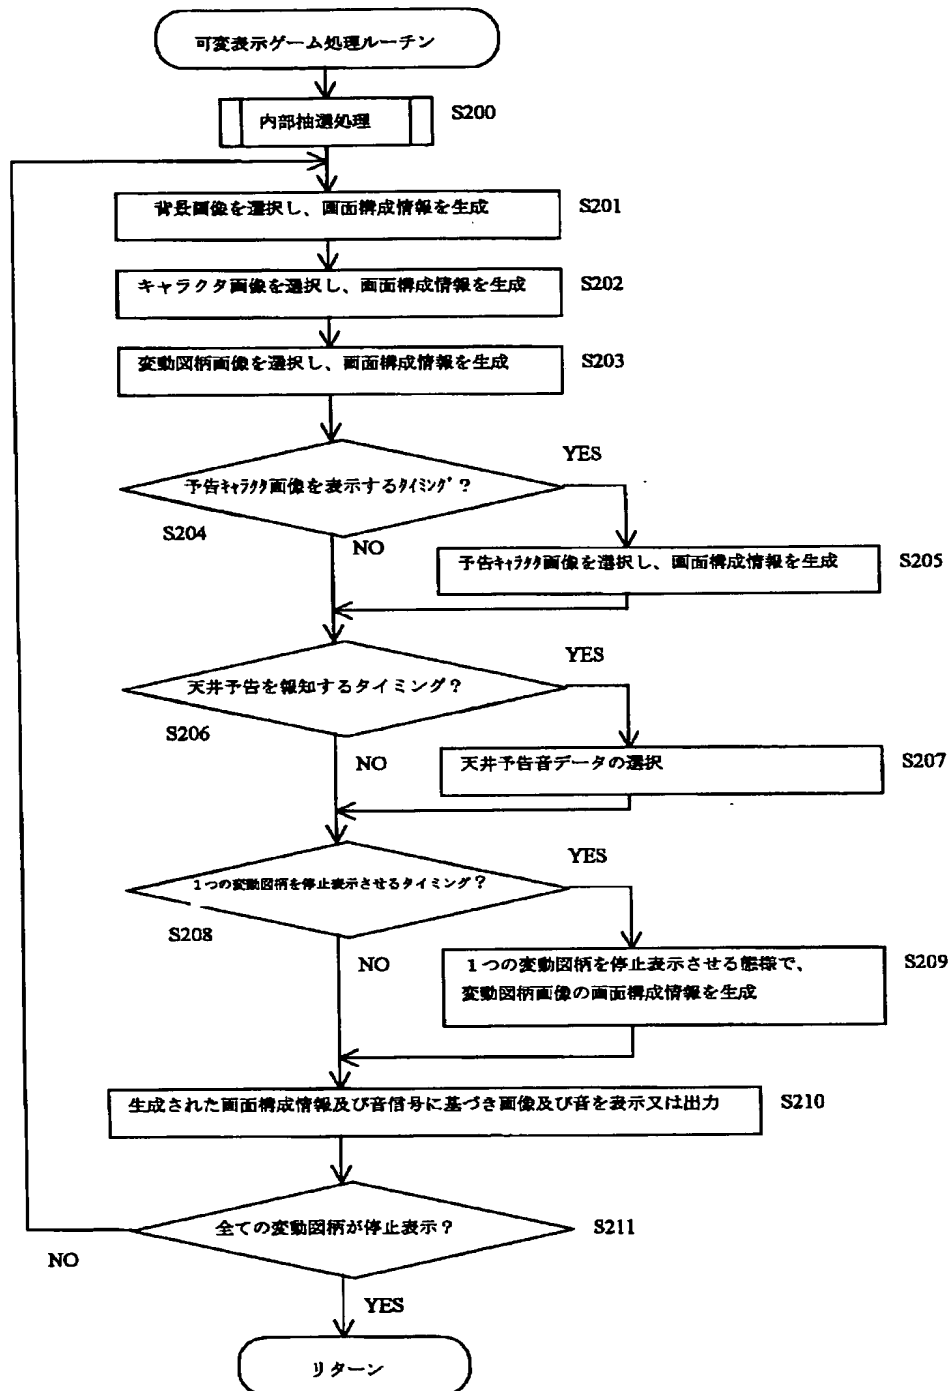 可変表示ゲーム処理ルーチン
内部抽選処理
S200
背景画像を選択し、画面構成情報を生成
S201
キャラクタ画像を選択し、画面構成情報を生成
S202
変動図柄画像を選択し、画面構成情報を生成
S203
YES
予告ｷｬﾗｸﾀ画像を表示するﾀｲﾐﾝｸﾞ？
S204
NO
予告ｷｬﾗｸﾀ画像を選択し、画面構成情報を生成
S205
YES
天井予告を報知するタイミング？
S206
NO
天井予告音データの選択
S207
YES
１つの変動図柄を停止表示させるタイミング？
S208
NO
１つの変動図柄を停止表示させる態様で、
変動図柄画像の画面構成情報を生成
S209
生成された画面構成情報及び音信号に基づき画像及び音を表示又は出力
S210
全ての変動図柄が停止表示？
S211
NO
YES
リターン